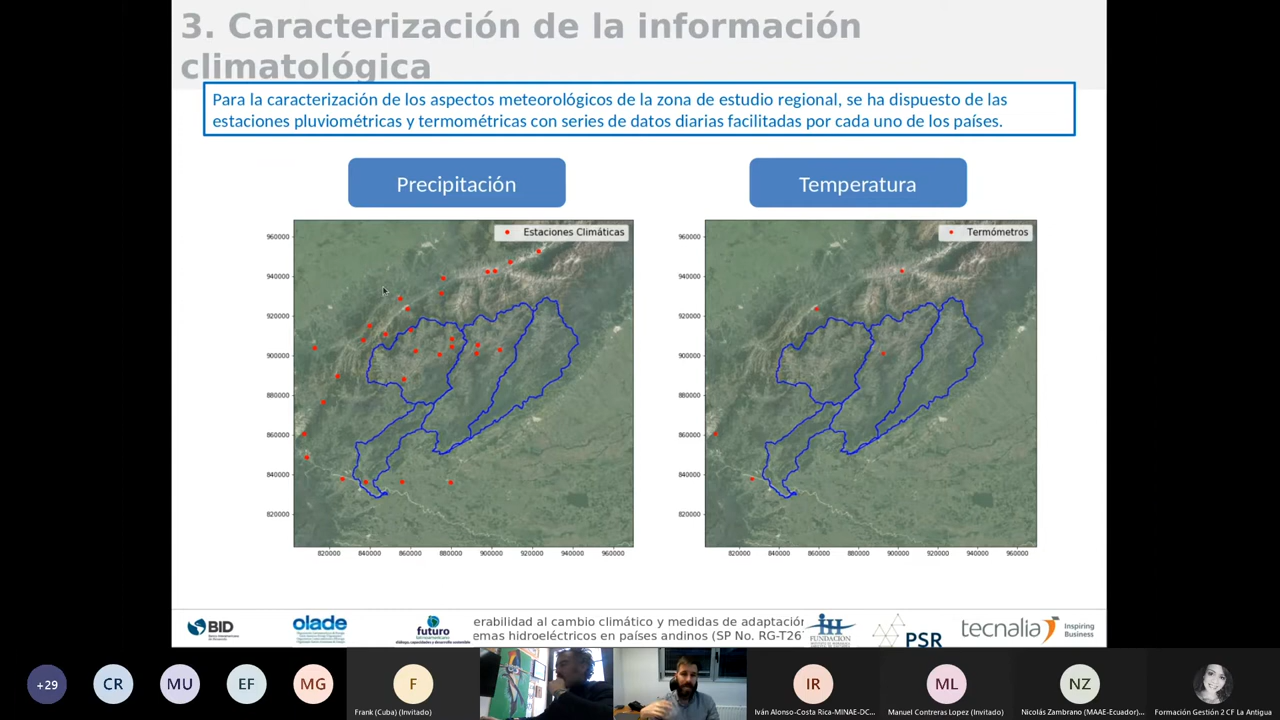 3. Caracterización de la información
climatológica
Para la caracterización de los aspectos meteorológicos de la zona de estudio regional, se ha dispuesto de las
estaciones pluviométricas y termométricas con series de datos diarias facilitadas por cada uno de los países.
Precipitación
Temperatura
Estaciones Climáticas
960000
940000
920000
900000
880000
860000
840000
820000
820000 840000 860000 880000 900000 920000 940000 960000
Termómetros
960000
940000
920000
900000
880000
860000
840000
820000
820000 840000 860000 880000 900000 920000 940000 960000
BID
olade
futuro
latinoamericano
erabilidad al cambio climático y medidas de adaptación
emas hidroeléctricos en países andinos (SP No. RG-T26
FUNDACION
PSR
tecnalia
Inspiring
Business
+29
CR
MU
EF
MG
F
IR
ML
NZ
Frank (Cuba) (Invitado)
Iván Alonso-Costa Rica-MINAE-DC...
Manuel Contreras Lopez (Invitado)
Nicolás Zambrano (MAAE-Ecuador)...
Formación Gestión 2 CF La Antigua